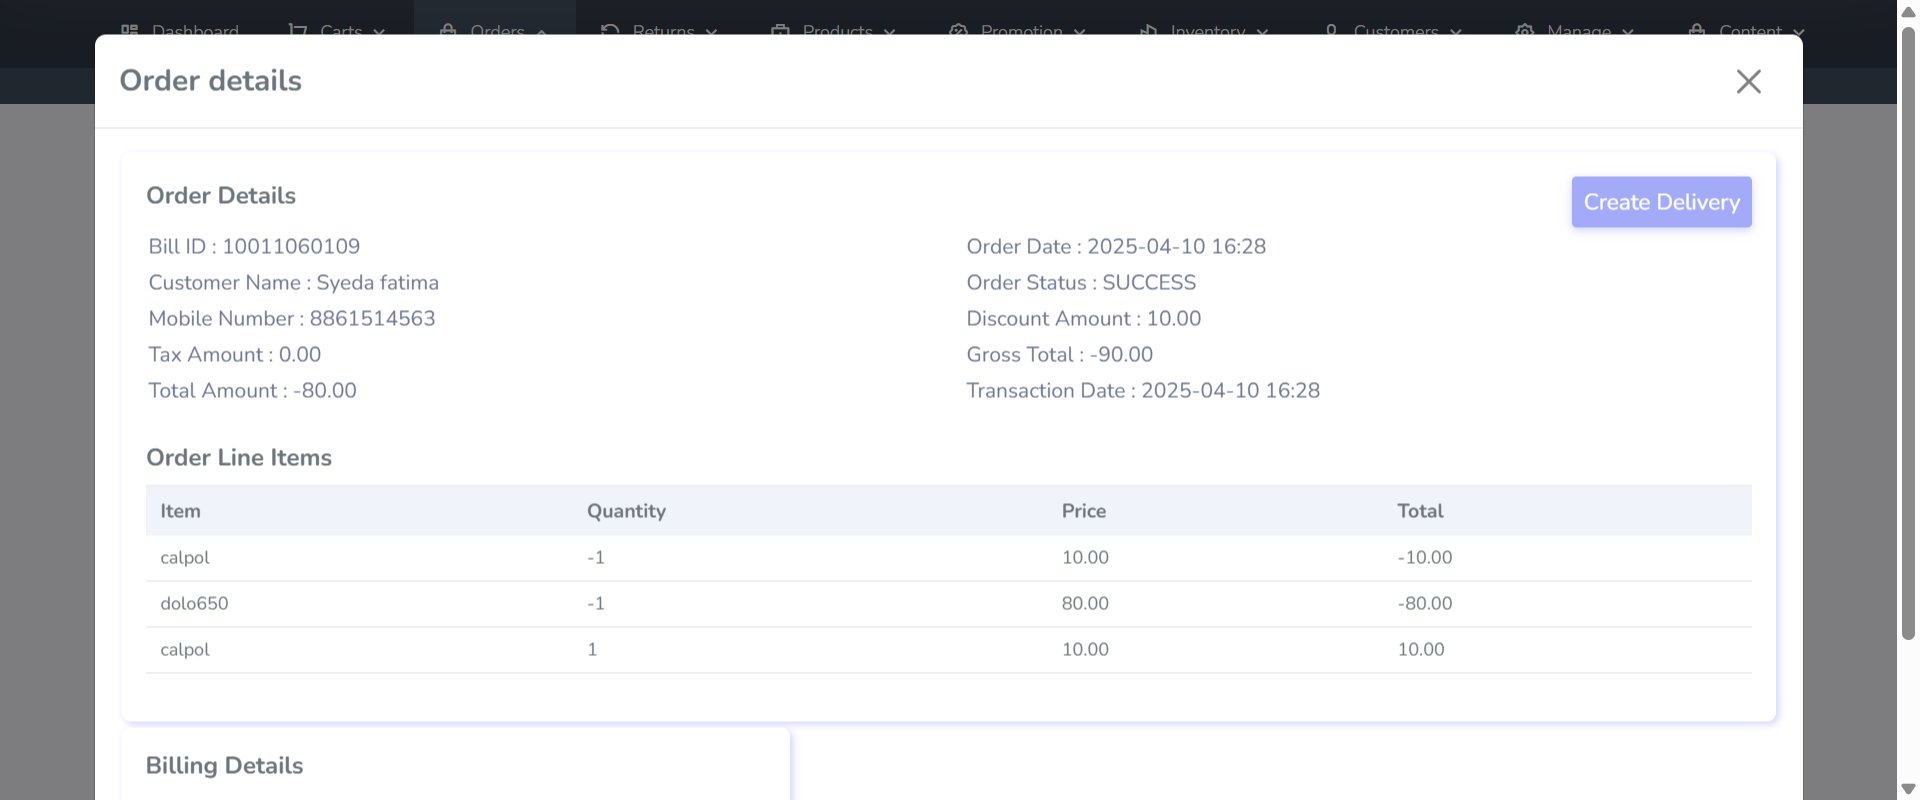 Dashboard Carts Orders Returns Products Promotion Inventory Customers Manage Content
Order details
Order Details
Create Delivery
Bill ID : 10011060109
Order Date : 2025-04-10 16:28
Customer Name : Syeda fatima
Order Status : SUCCESS
Mobile Number : 8861514563
Discount Amount : 10.00
Tax Amount : 0.00
Gross Total : -90.00
Total Amount : -80.00
Transaction Date : 2025-04-10 16:28
Order Line Items
Item Quantity Price Total
calpol -1 10.00 -10.00
dolo650 -1 80.00 -80.00
calpol 1 10.00 10.00
Billing Details